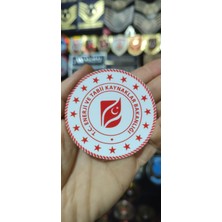 T.C. ENERJİ VE TABİİ KAYNAKLAR BAKANLIĞI